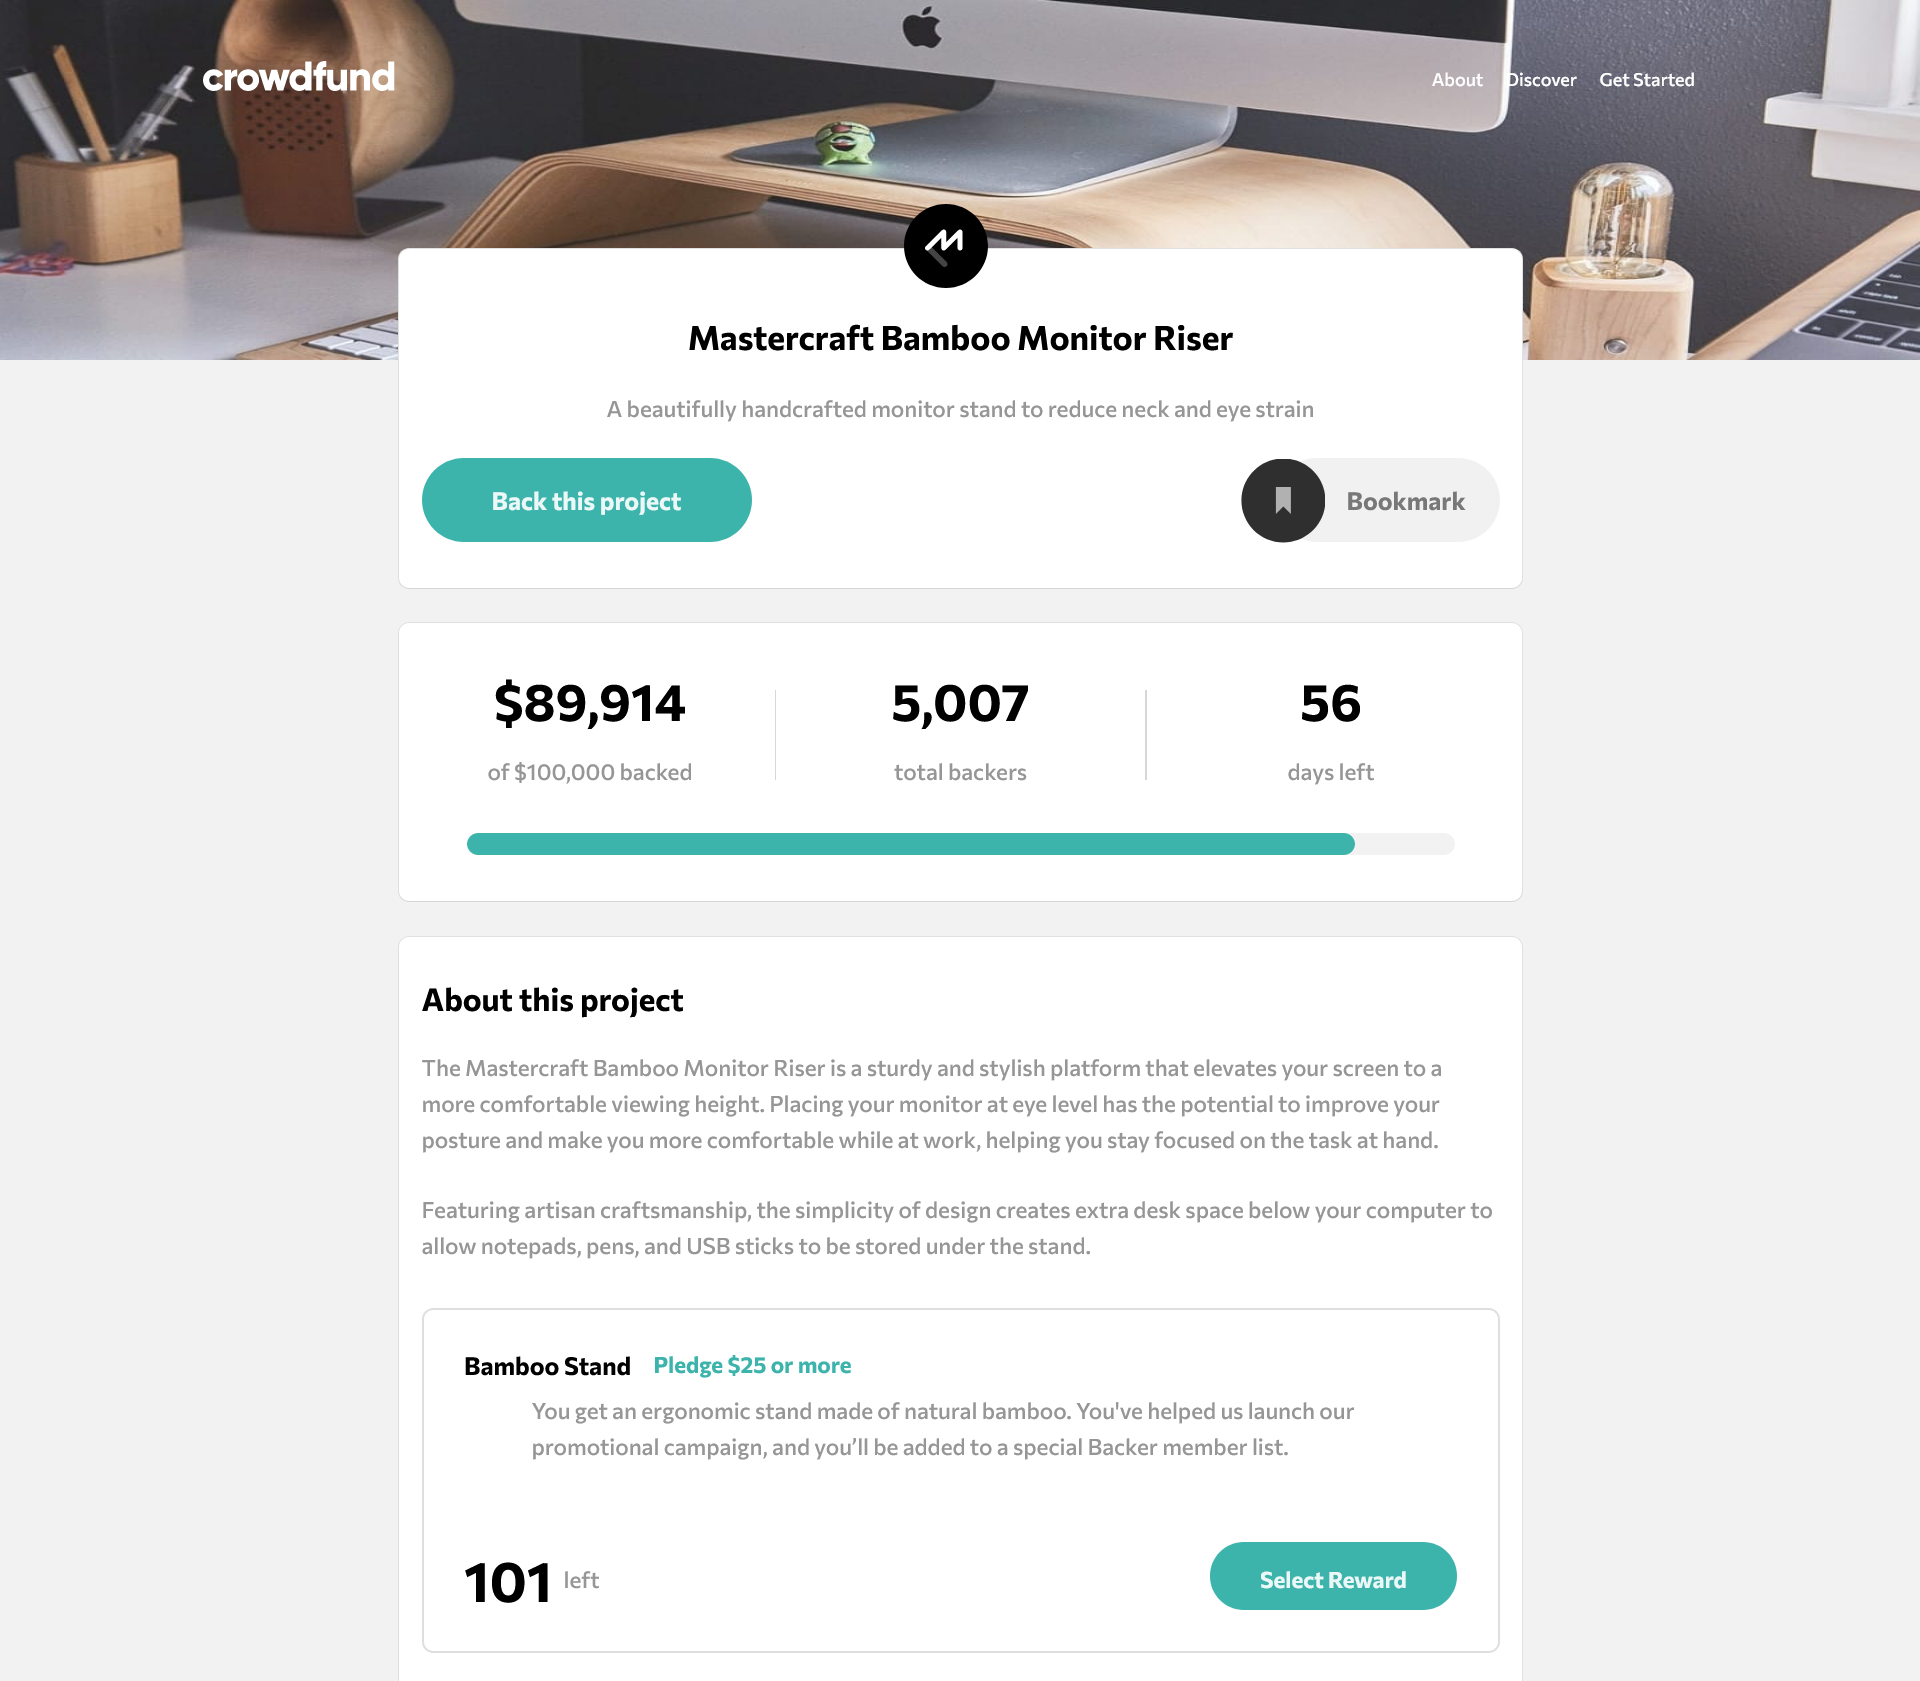 crowdfund
About Discover Get Started
Mastercraft Bamboo Monitor Riser
A beautifully handcrafted monitor stand to reduce neck and eye strain
Back this project
Bookmark
$89,914
of $100,000 backed
5,007
total backers
56
days left
About this project
The Mastercraft Bamboo Monitor Riser is a sturdy and stylish platform that elevates your screen to a
more comfortable viewing height. Placing your monitor at eye level has the potential to improve your
posture and make you more comfortable while at work, helping you stay focused on the task at hand.
Featuring artisan craftsmanship, the simplicity of design creates extra desk space below your computer to
allow notepads, pens, and USB sticks to be stored under the stand.
Bamboo Stand Pledge $25 or more
You get an ergonomic stand made of natural bamboo. You've helped us launch our
promotional campaign, and you’ll be added to a special Backer member list.
101 left
Select Reward